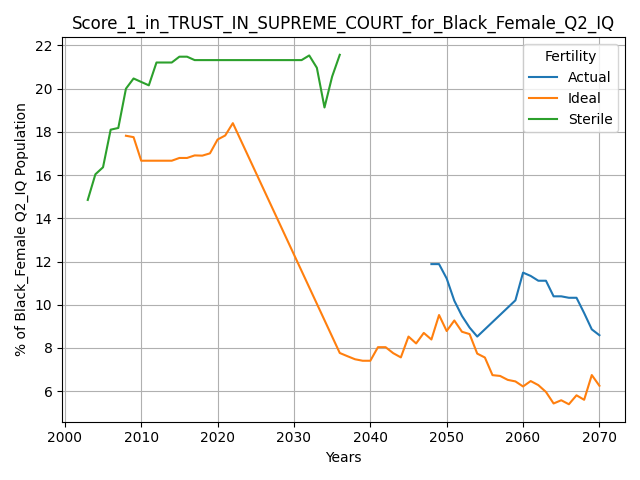 Score_1_in_TRUST_IN_SUPREME_COURT_for_Black_Female_Q2_IQ
Fertility
Actual
Ideal
Sterile
% of Black_Female Q2_IQ Population
22
20
18
16
14
12
10
8
6
2000 2010 2020 2030 2040 2050 2060 2070
Years